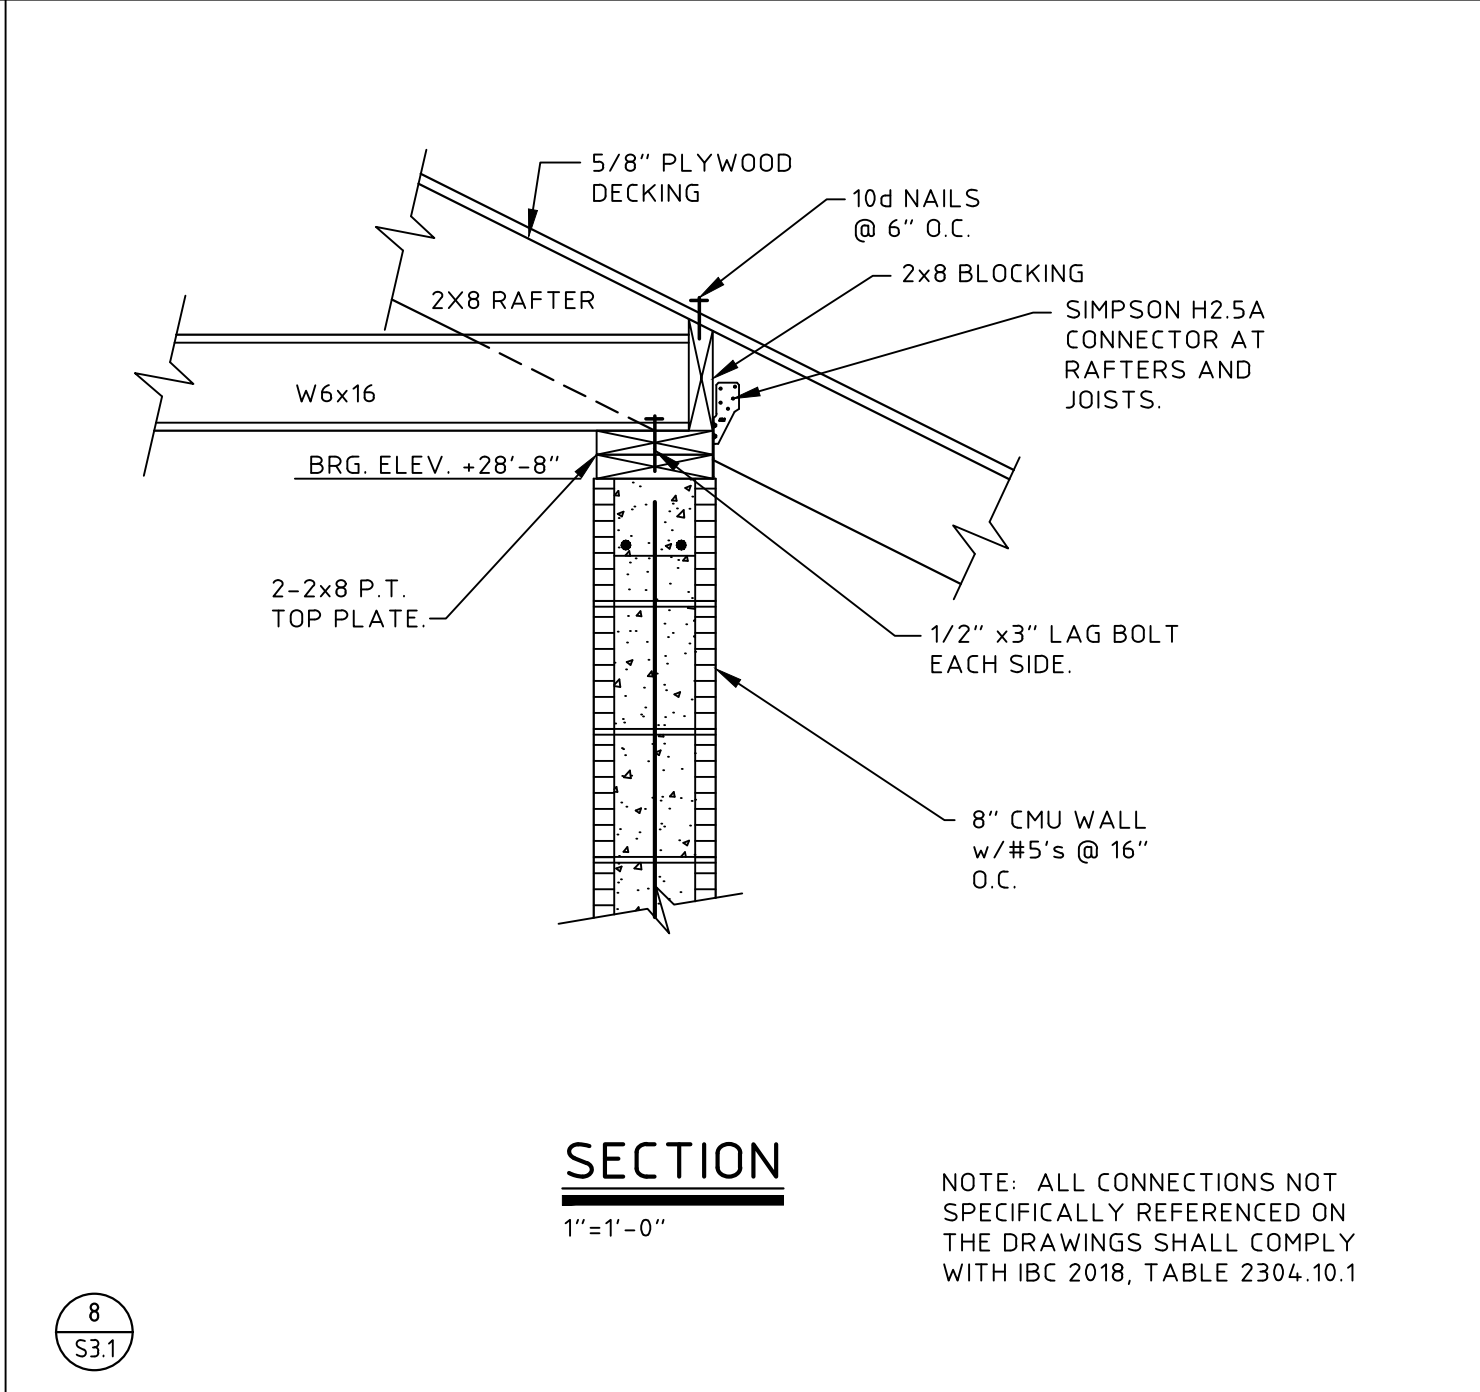 5/8" PLYWOOD
DECKING
10d NAILS
@ 6" O.C.
2x8 BLOCKING
SIMPSON H2.5A
CONNECTOR AT
RAFTERS AND
JOISTS.
2X8 RAFTER
W6x16
BRG. ELEV. +28'-8"
2-2x8 P.T.
TOP PLATE.
1/2" x3" LAG BOLT
EACH SIDE.
8" CMU WALL
w/#5's @ 16"
O.C.
SECTION
1"=1'-0"
NOTE: ALL CONNECTIONS NOT
SPECIFICALLY REFERENCED ON
THE DRAWINGS SHALL COMPLY
WITH IBC 2018, TABLE 2304.10.1
8
S3.1